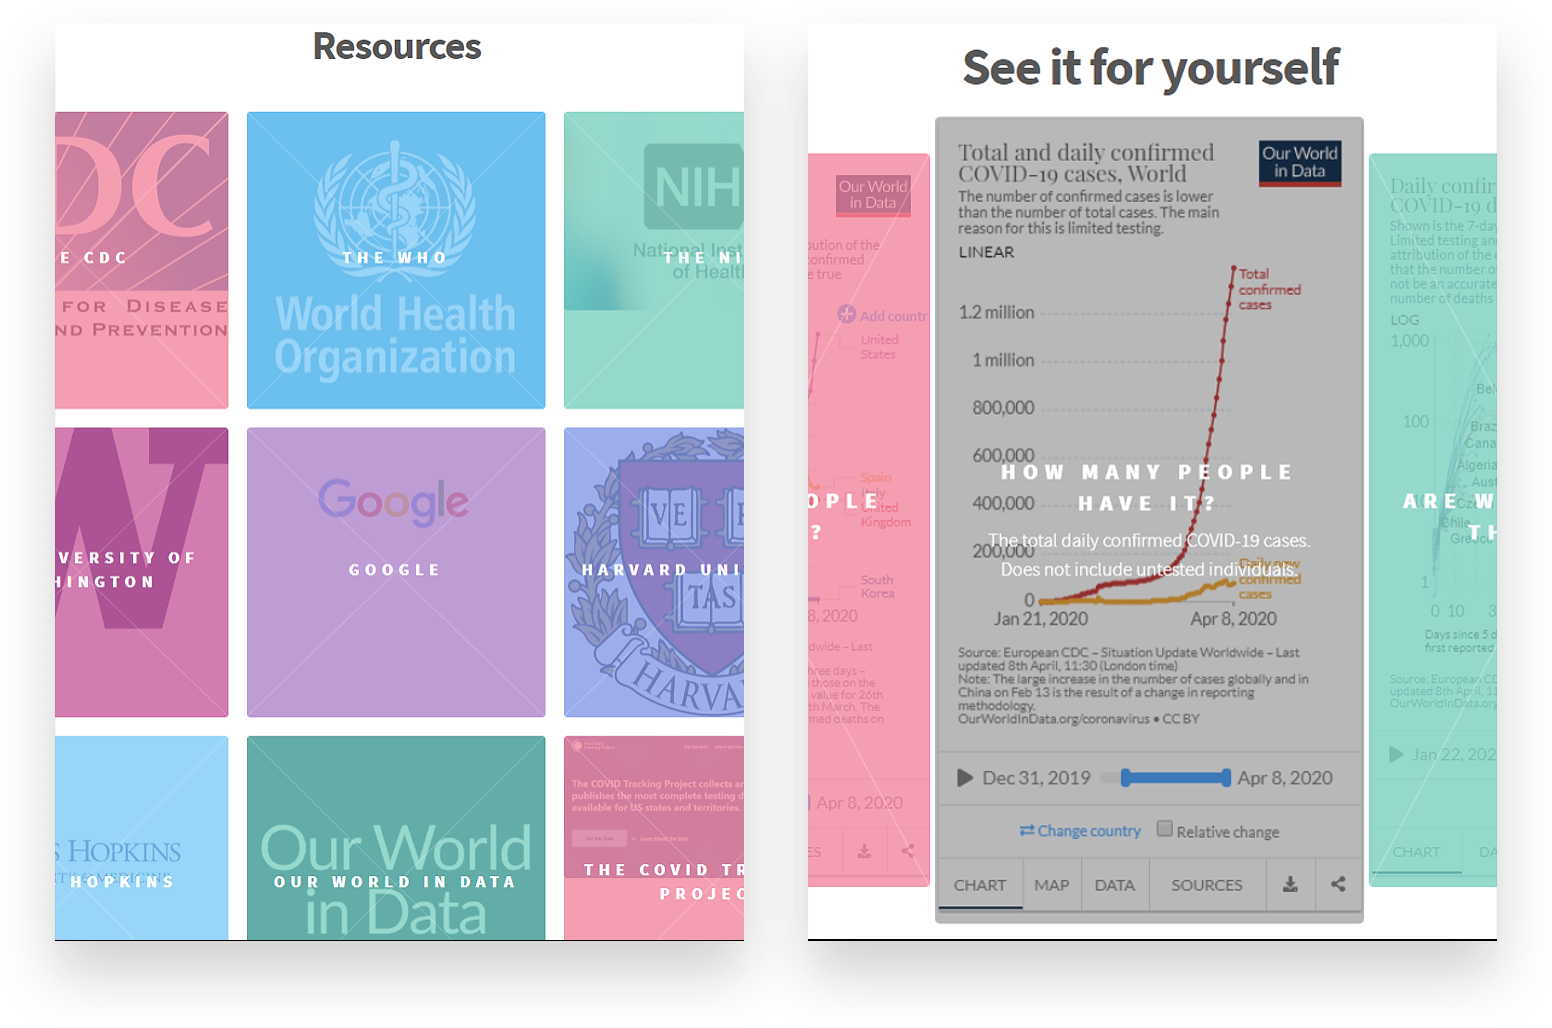 Resources
DC
E CDC
FOR DISEASE
ND PREVENTION
THE WHO
World Health
Organization
NIH
National Inst
of Health
THE NI
VERSITY OF
HINGTON
Google
GOOGLE
VE
TAS
HARVARD UNI
HARVA
S HOPKINS
HOPKINS
Our World
in Data
OUR WORLD IN DATA
The COVID Tracking Project collects an
publishes the most complete testing d
available for US states and territories.
THE COVID TR
PROJEC
See it for yourself
Our World
in Data
bution of the
confirmed
e true
Add countr
United
States
Spain
Italy
United
Kingdom
OPLE
?
South
Korea
8, 2020
dwide – Last
hree days –
those on the
value for 26th
th March. The
med deaths on
Apr 8, 2020
ES
Total and daily confirmed
COVID-19 cases, World
Our World
in Data
The number of confirmed cases is lower
than the number of total cases. The main
reason for this is limited testing.
LINEAR
Total
confirmed
cases
1.2 million
1 million
800,000
600,000
400,000
200,000
0
HOW MANY PEOPLE
HAVE IT?
The total daily confirmed COVID-19 cases.
Does not include untested individuals.
Daily new
confirmed
cases
Jan 21, 2020
Apr 8, 2020
Source: European CDC – Situation Update Worldwide – Last
updated 8th April, 11:30 (London time)
Note: The large increase in the number of cases globally and in
China on Feb 13 is the result of a change in reporting
methodology.
OurWorldInData.org/coronavirus • CC BY
Dec 31, 2019
Apr 8, 2020
Change country
Relative change
CHART
MAP
DATA
SOURCES
Daily confir
COVID-19 d
Shown is the 7-day
Limited testing and
attribution of the c
that the number o
not be an accurate
number of deaths
LOG
1,000
100
1
Bel
Braz
Cana
Algeria
Aust
Chile
Greece
ARE W
TH
0 10 3
Days since 5 d
first reported
Source: European CD
updated 8th April, 11
OurWorldInData.org
Jan 22, 202
CHART
DA